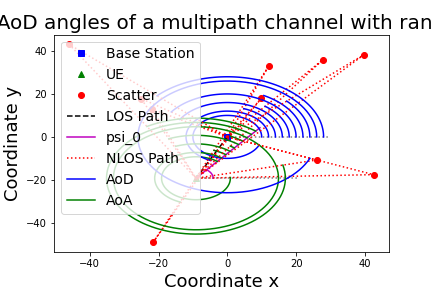 AoD angles of a multipath channel with ran
Coordinate y
40
20
0
−20
−40
Base Station
UE
Scatter
LOS Path
psi_0
NLOS Path
AoD
AoA
−40
−20
0
20
40
Coordinate x